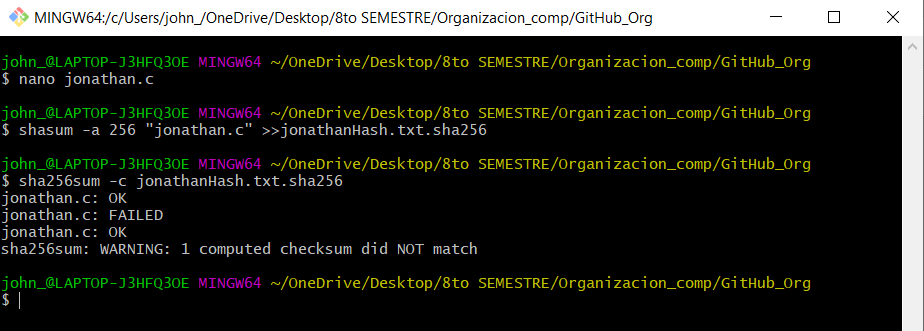 MINGW64:/c/Users/john_/OneDrive/Desktop/8to SEMESTRE/Organizacion_comp/GitHub_Org
john_@LAPTOP-J3HFQ3OE MINGW64 ~/OneDrive/Desktop/8to SEMESTRE/Organizacion_comp/GitHub_Org
$ nano jonathan.c
john_@LAPTOP-J3HFQ3OE MINGW64 ~/OneDrive/Desktop/8to SEMESTRE/Organizacion_comp/GitHub_Org
$ shasum -a 256 "jonathan.c" >>jonathanHash.txt.sha256
john_@LAPTOP-J3HFQ3OE MINGW64 ~/OneDrive/Desktop/8to SEMESTRE/Organizacion_comp/GitHub_Org
$ sha256sum -c jonathanHash.txt.sha256
jonathan.c: OK
jonathan.c: FAILED
jonathan.c: OK
sha256sum: WARNING: 1 computed checksum did NOT match
john_@LAPTOP-J3HFQ3OE MINGW64 ~/OneDrive/Desktop/8to SEMESTRE/Organizacion_comp/GitHub_Org
$